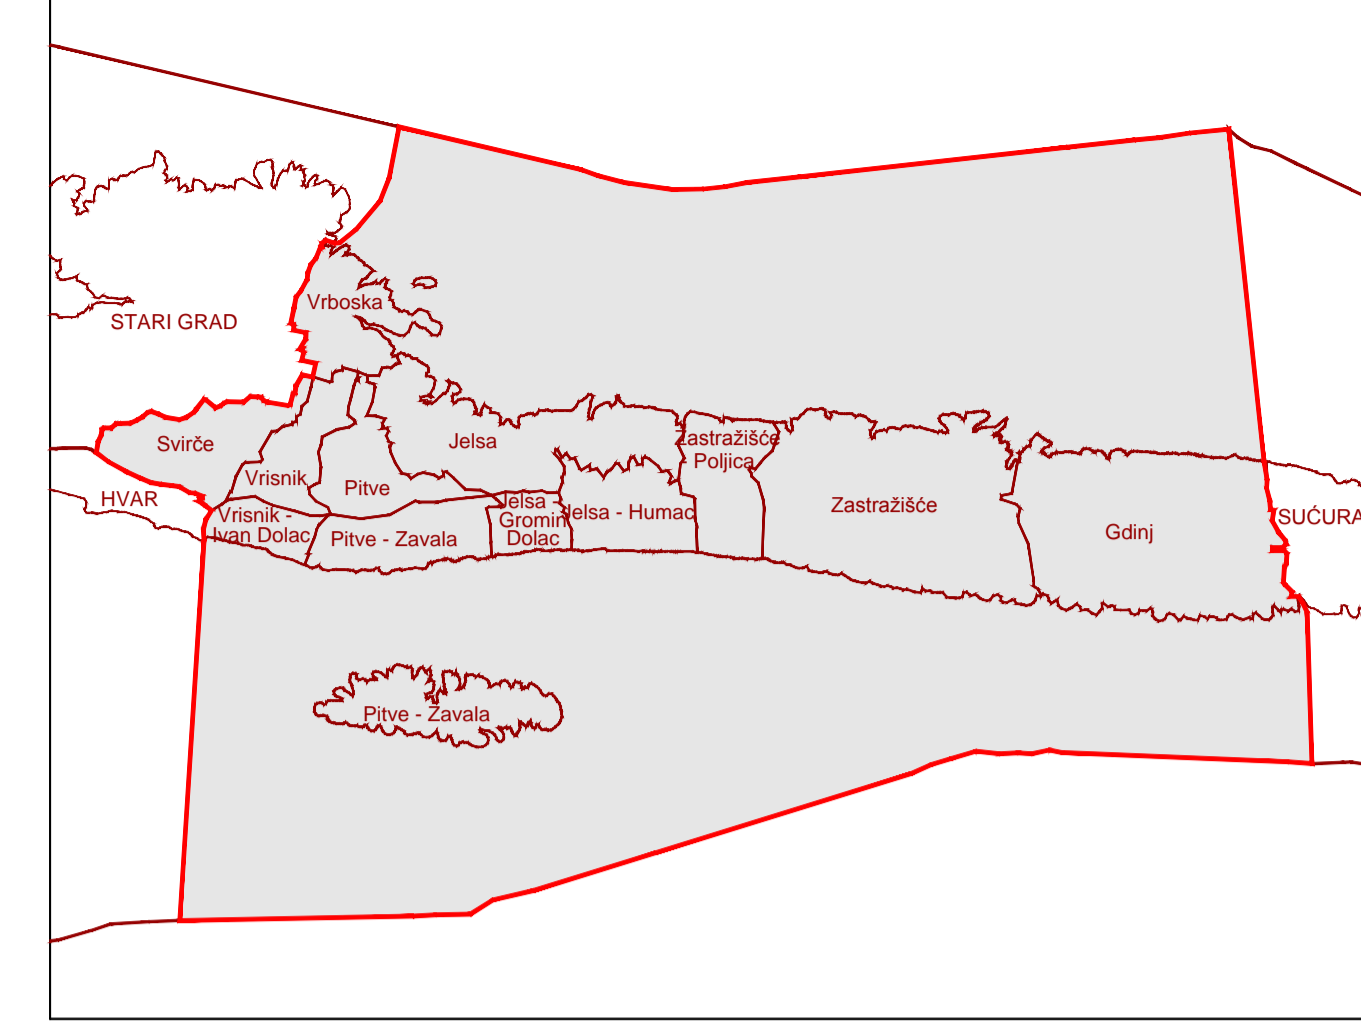 Vrboska
STARI GRAD
Svirče
Jelsa
Zastražišće
Poljica
Vrisnik
Pitve
HVAR
Jelsa -
Gromin
Dolac
Jelsa - Humac
Zastražišće
Vrisnik -
Ivan Dolac
Pitve - Zavala
Gdinj
SUĆURA
Pitve - Zavala